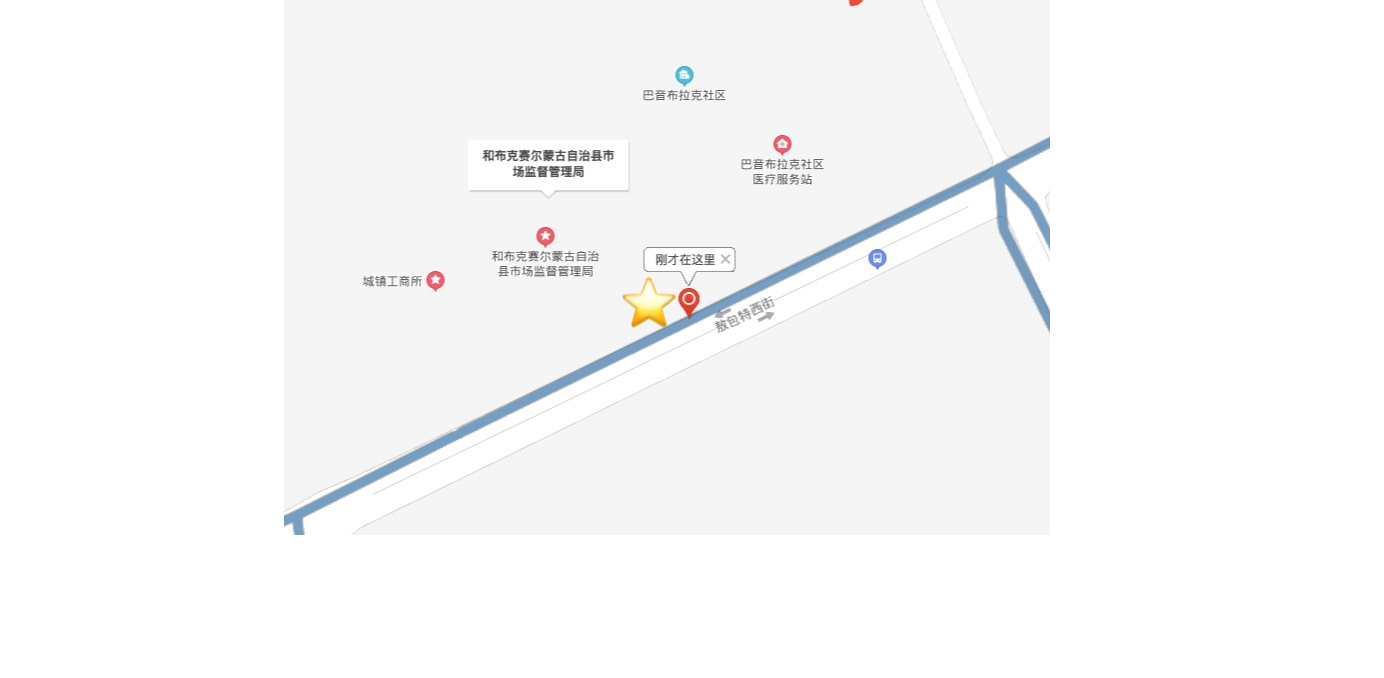 巴音布拉克社区
和布克赛尔蒙古自治县市
场监督管理局
巴音布拉克社区
医疗服务站
和布克赛尔蒙古自治
县市场监督管理局
城镇工商所
刚才在这里
敖包特西街